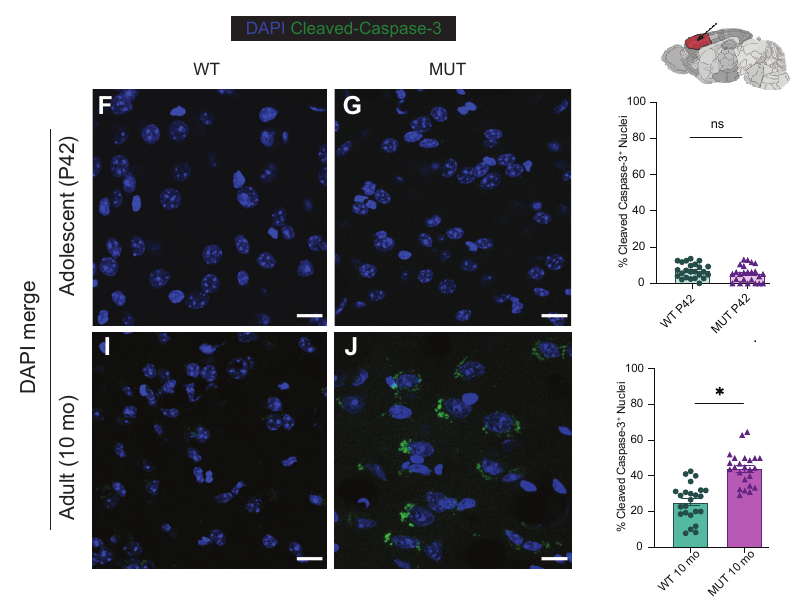 DAPI Cleaved-Caspase-3
WT
MUT
DAPI merge
Adolescent (P42)
F
G
Adult (10 mo)
I
J
% Cleaved Caspase-3⁺ Nuclei
100
80
60
40
20
0
ns
WT P42
MUT P42
% Cleaved Caspase-3⁺ Nuclei
100
80
60
40
20
0
*
WT 10 mo
MUT 10 mo